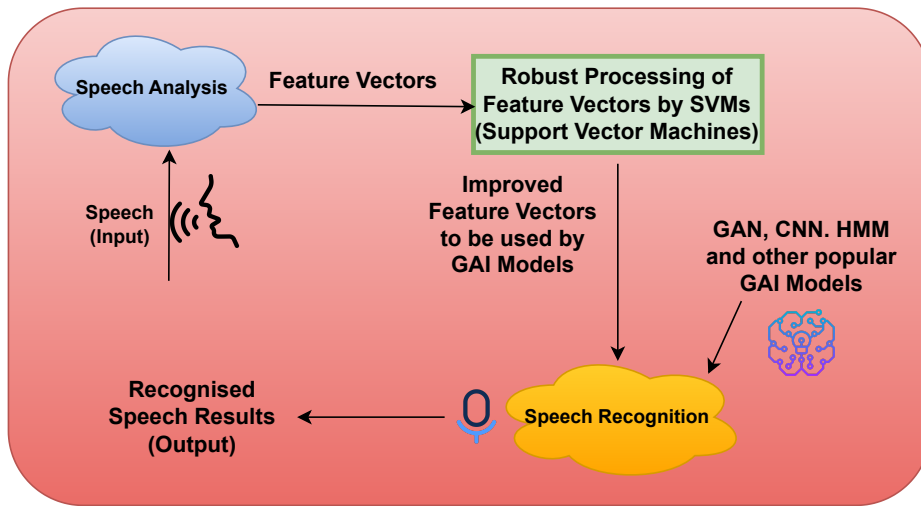 Speech Analysis
Feature Vectors
Robust Processing of
Feature Vectors by SVMs
(Support Vector Machines)
Speech
(Input)
Improved
Feature Vectors
to be used by
GAI Models
GAN, CNN. HMM
and other popular
GAI Models
Recognised
Speech Results
(Output)
Speech Recognition